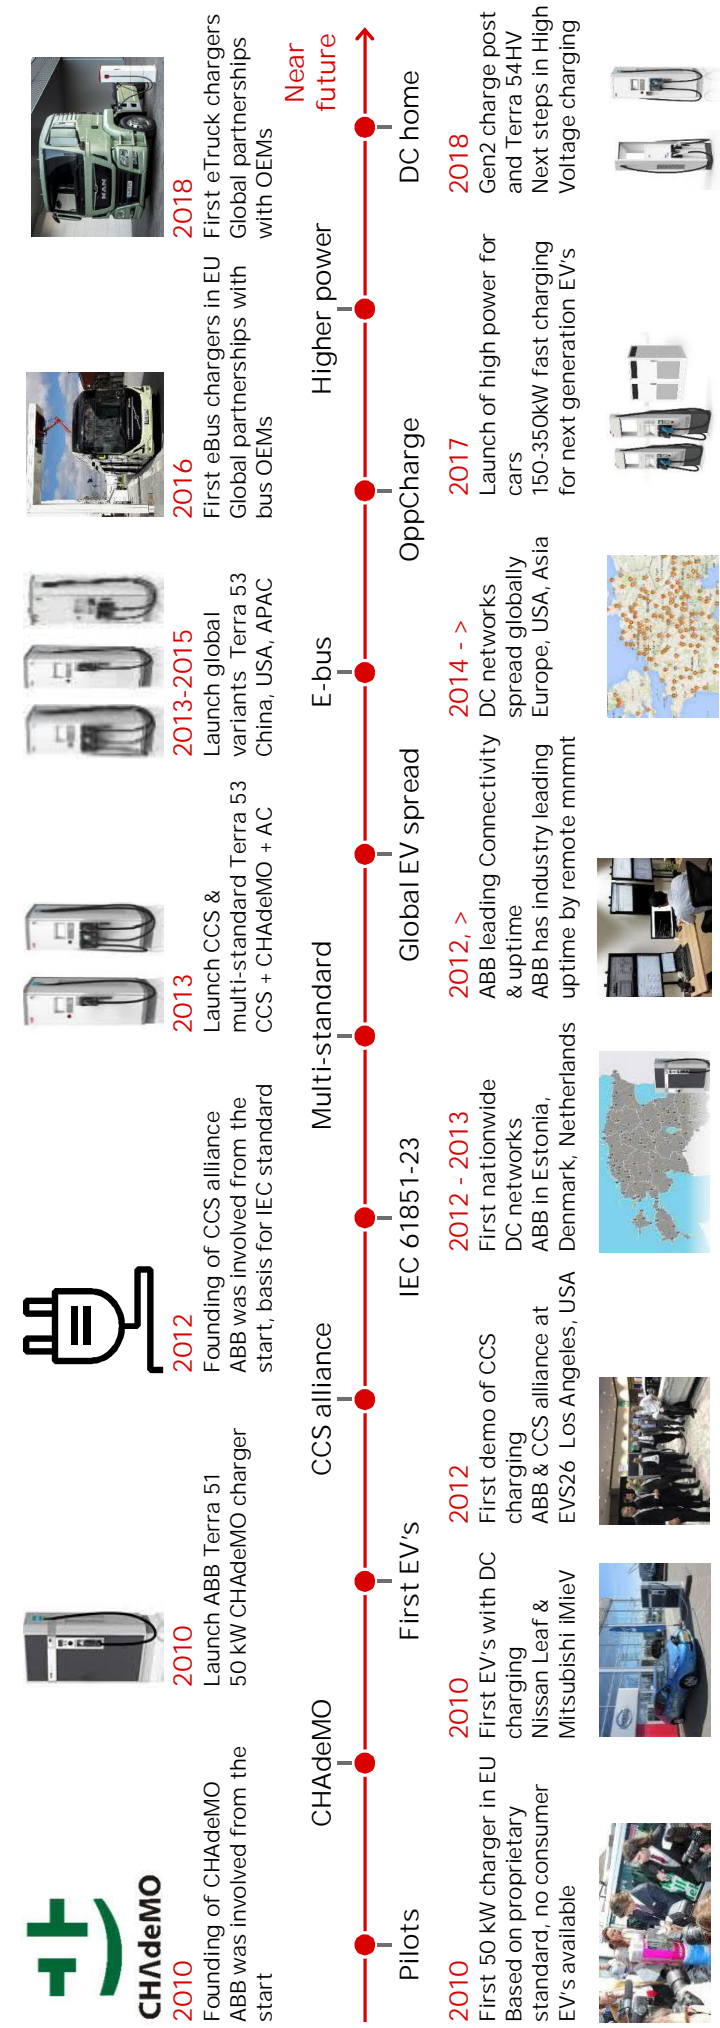 CHAdeMO
2010
Founding of CHAdeMO
ABB was involved from the
start
2010
Launch ABB Terra 51
50 kW CHAdeMO charger
2012
Founding of CCS alliance
ABB was involved from the
start, basis for IEC standard
2013
Launch CCS &
multi-standard Terra 53
CCS + CHAdeMO + AC
2013-2015
Launch global
variants Terra 53
China, USA, APAC
2016
First eBus chargers in EU
Global partnerships with
bus OEMs
MAN
2018
First eTruck chargers
Global partnerships
with OEMs
Pilots
CHAdeMO
First EV's
CCS alliance
IEC 61851-23
Multi-standard
Global EV spread
E-bus
OppCharge
Higher power
DC home
Near
future
2010
First 50 kW charger in EU
Based on proprietary
standard, no consumer
EV's available
2010
First EV's with DC
charging
Nissan Leaf &
Mitsubishi iMieV
2012
First demo of CCS
charging
ABB & CCS alliance at
EVS26 Los Angeles, USA
2012 - 2013
First nationwide
DC networks
ABB in Estonia,
Denmark, Netherlands
2012, >
ABB leading Connectivity
& uptime
ABB has industry leading
uptime by remote mnmnt
2014 - >
DC networks
spread globally
Europe, USA, Asia
2017
Launch of high power for
cars
150-350kW fast charging
for next generation EV's
2018
Gen2 charge post
and Terra 54HV
Next steps in High
Voltage charging